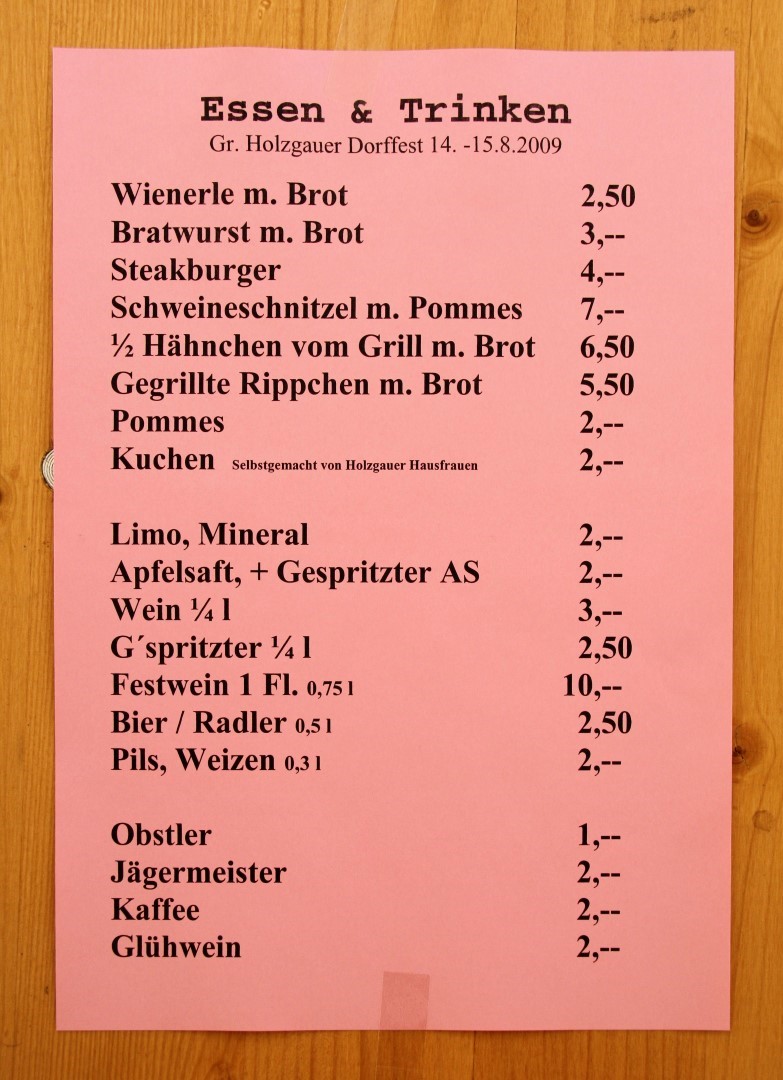 Essen & Trinken
Gr. Holzgauer Dorffest 14. -15.8.2009
Wienerle m. Brot 2,50
Bratwurst m. Brot 3,--
Steakburger 4,--
Schweineschnitzel m. Pommes 7,--
½ Hähnchen vom Grill m. Brot 6,50
Gegrillte Rippchen m. Brot 5,50
Pommes 2,--
Kuchen Selbstgemacht von Holzgauer Hausfrauen 2,--
Limo, Mineral 2,--
Apfelsaft, + Gespritzter AS 2,--
Wein ¼ l 3,--
G´spritzter ¼ l 2,50
Festwein 1 Fl. 0,75 l 10,--
Bier / Radler 0,5 l 2,50
Pils, Weizen 0,3 l 2,--
Obstler 1,--
Jägermeister 2,--
Kaffee 2,--
Glühwein 2,--